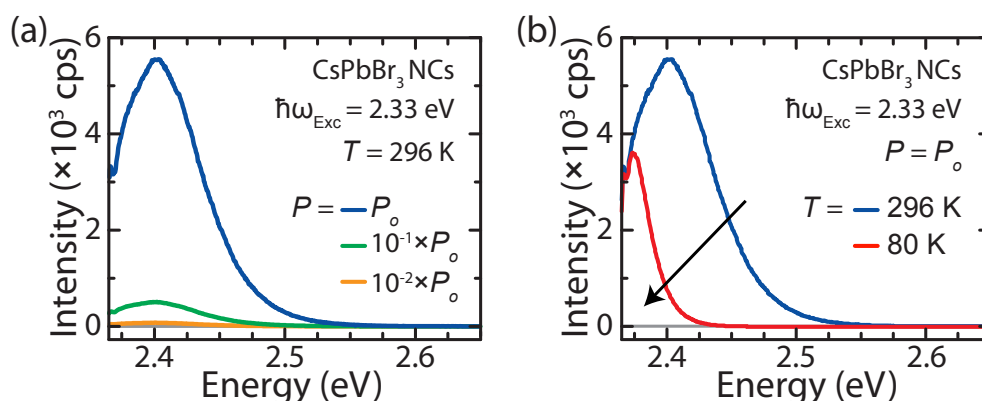 (a)
Intensity (×10³ cps)
6
4
2
0
CsPbBr₃ NCs
ħω_Exc = 2.33 eV
T = 296 K
P = P_o
10⁻¹×P_o
10⁻²×P_o
2.4 2.5 2.6
Energy (eV)
(b)
Intensity (×10³ cps)
6
4
2
0
CsPbBr₃ NCs
ħω_Exc = 2.33 eV
P = P_o
T = 296 K
80 K
2.4 2.5 2.6
Energy (eV)